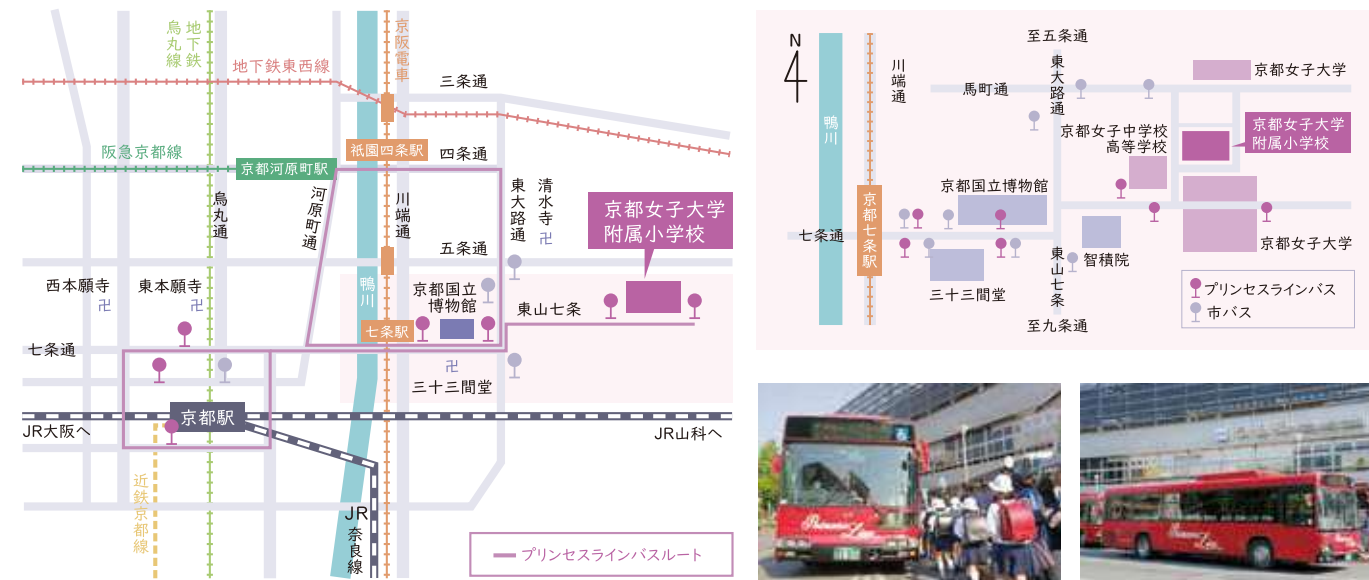 地下鉄
烏丸線
京阪電車
地下鉄東西線
三条通
阪急京都線
京都河原町駅
祇園四条駅
四条通
烏丸通
河原町通
川端通
東大路通
清水寺
京都女子大学
附属小学校
五条通
西本願寺
東本願寺
鴨川
京都国立
博物館
東山七条
七条駅
七条通
三十三間堂
京都駅
JR大阪へ
JR山科へ
近鉄京都線
JR
奈良線
プリンセスラインバスルート
N
至五条通
川端通
東大路通
京都女子大学
馬町通
鴨川
京都女子中学校
高等学校
京都女子大学
附属小学校
京都国立博物館
京都七条駅
七条通
京都女子大学
智積院
東山七条
三十三間堂
プリンセスラインバス
市バス
至九条通
Princess Line
Princess Line